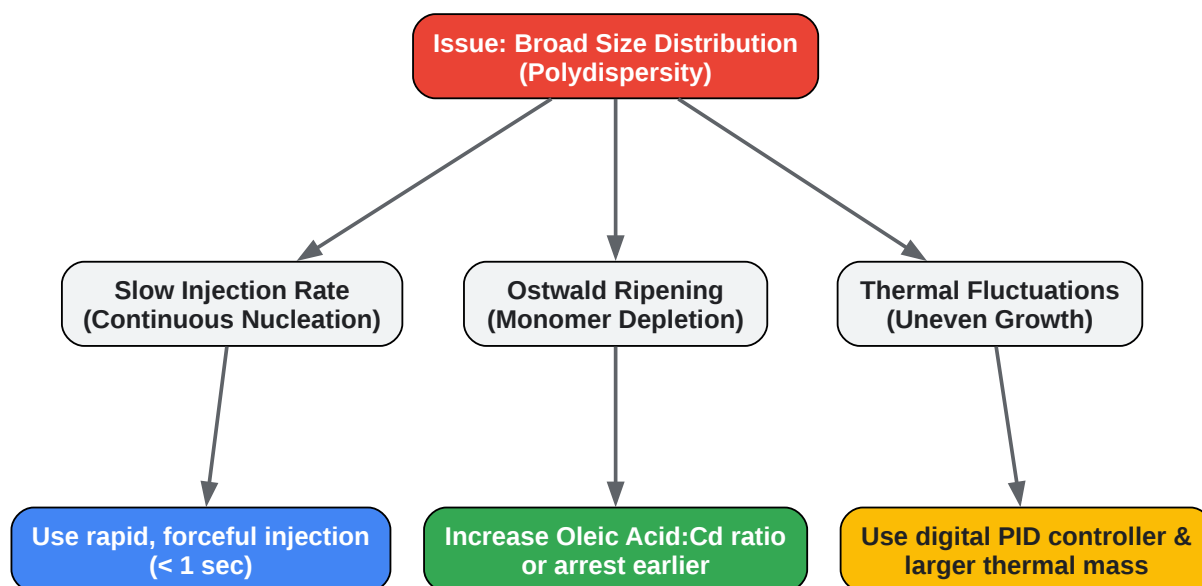 Issue: Broad Size Distribution
(Polydispersity)
Slow Injection Rate
(Continuous Nucleation)
Ostwald Ripening
(Monomer Depletion)
Thermal Fluctuations
(Uneven Growth)
Use rapid, forceful injection
(< 1 sec)
Increase Oleic Acid:Cd ratio
or arrest earlier
Use digital PID controller &
larger thermal mass